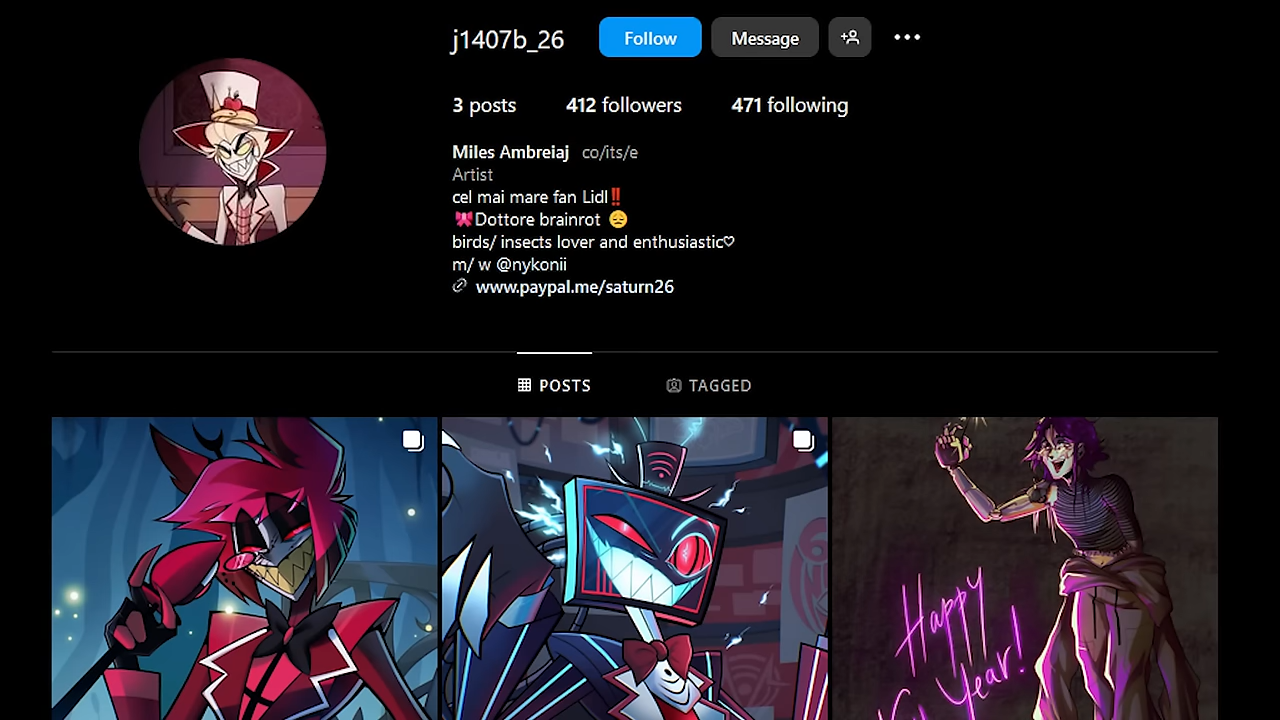 j1407b_26 Follow Message
3 posts 412 followers 471 following
Miles Ambreiaj co/its/e
Artist
cel mai mare fan Lidl‼️
🎀Dottore brainrot 😔
birds/ insects lover and enthusiastic♡
m/ w @nykonii
www.paypal.me/saturn26
POSTS TAGGED
Happy
Year!